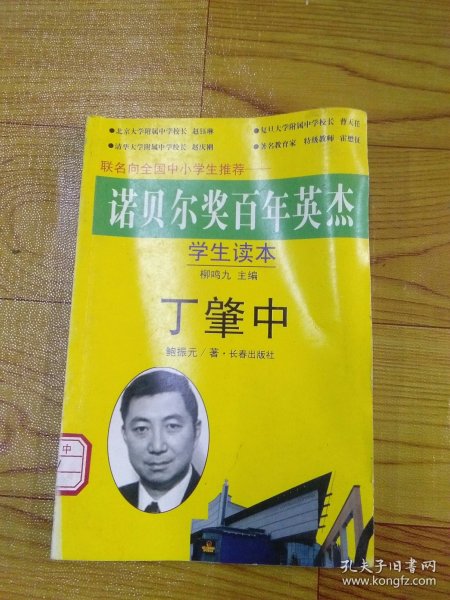 ●北京大学附属中学校长 赵钰琳
●复旦大学附属中学校长 曹天任
●清华大学附属中学校长 赵庆刚
●著名教育家 特级教师 霍懋征
联名向全国中小学生推荐
诺贝尔奖百年英杰
学生读本
柳鸣九 主编
丁肇中
鲍振元/著·长春出版社
中
孔夫子旧书网
www.kongfz.com